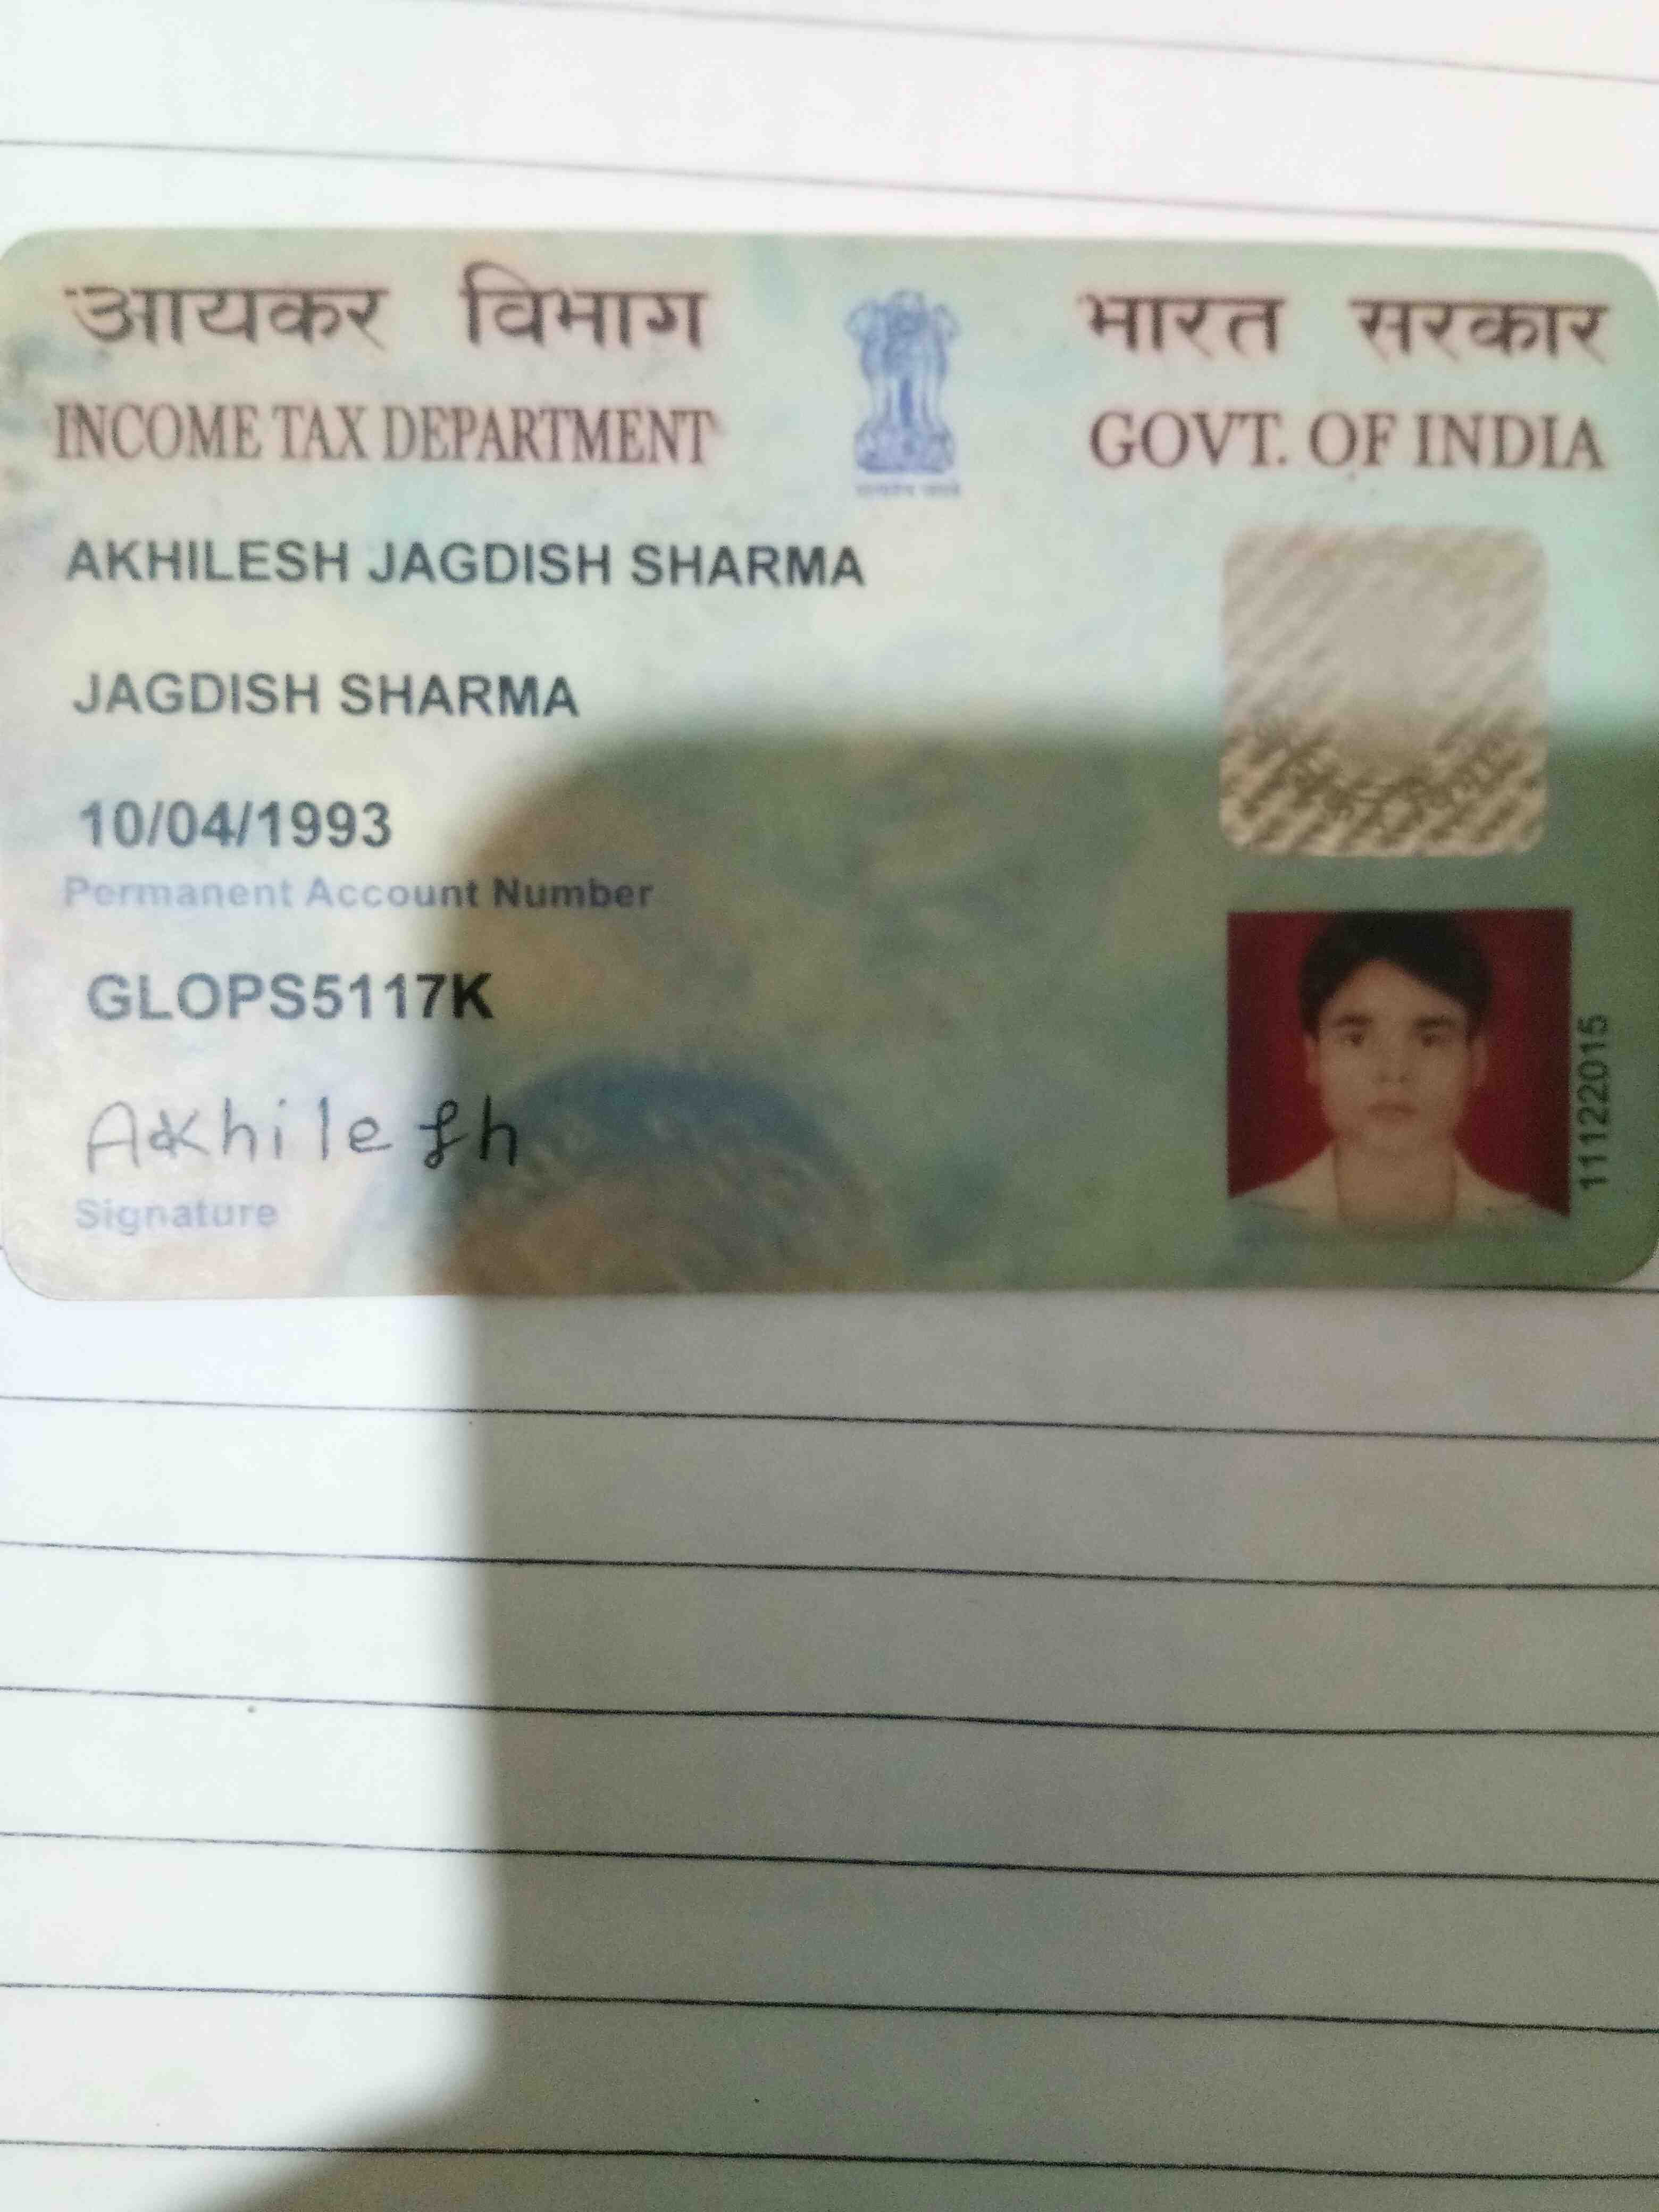 आयकर विभाग
INCOME TAX DEPARTMENT
भारत सरकार
GOVT. OF INDIA
AKHILESH JAGDISH SHARMA
JAGDISH SHARMA
10/04/1993
Permanent Account Number
GLOPS5117K
Akhilesh
Signature
11122015